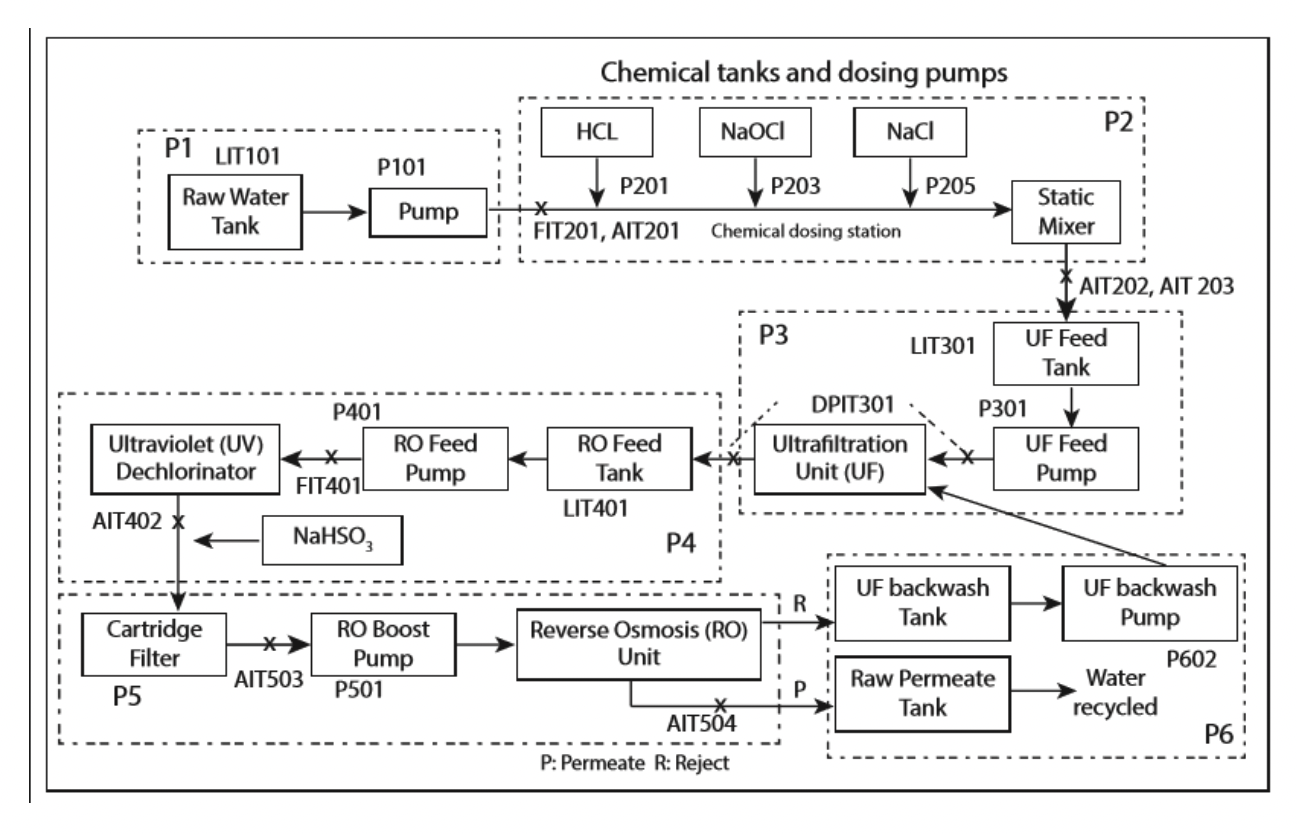 Chemical tanks and dosing pumps
P1
LIT101
Raw Water
Tank
P101
Pump
P2
HCL
NaOCl
NaCl
P201
P203
P205
FIT201, AIT201
Chemical dosing station
Static
Mixer
AIT202, AIT 203
P3
LIT301
UF Feed
Tank
P301
UF Feed
Pump
DPIT301
Ultrafiltration
Unit (UF)
P401
RO Feed
Tank
LIT401
RO Feed
Pump
FIT401
Ultraviolet (UV)
Dechlorinator
AIT402
NaHSO₃
P4
Cartridge
Filter
P5
AIT503
RO Boost
Pump
P501
Reverse Osmosis (RO)
Unit
AIT504
R
P
UF backwash
Tank
UF backwash
Pump
P602
Raw Permeate
Tank
Water
recycled
P6
P: Permeate R: Reject